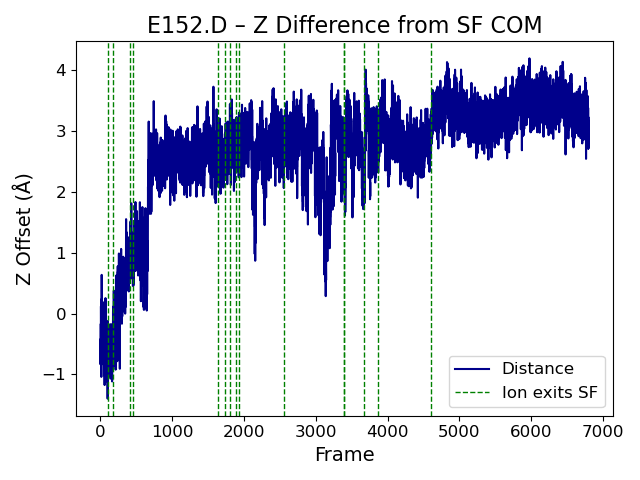 E152.D – Z Difference from SF COM
Z Offset (Å)
4
3
2
1
0
−1
0 1000 2000 3000 4000 5000 6000 7000
Frame
Distance
Ion exits SF